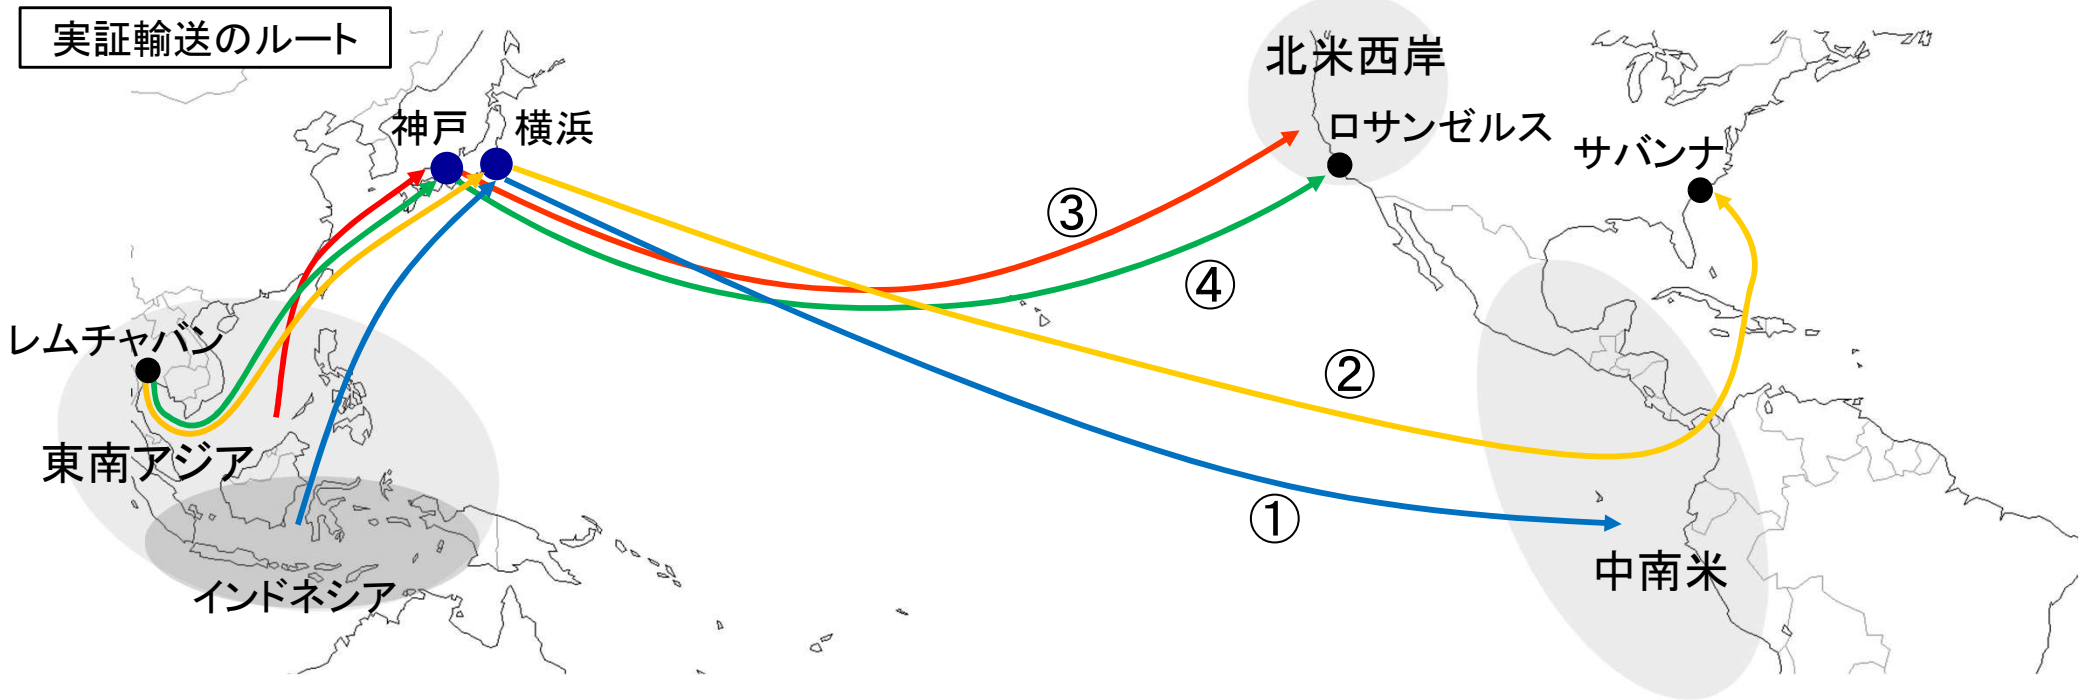 実証輸送のルート
北米西岸
神戸
横浜
ロサンゼルス
サバンナ
③
④
レムチャバン
②
東南アジア
①
インドネシア
中南米